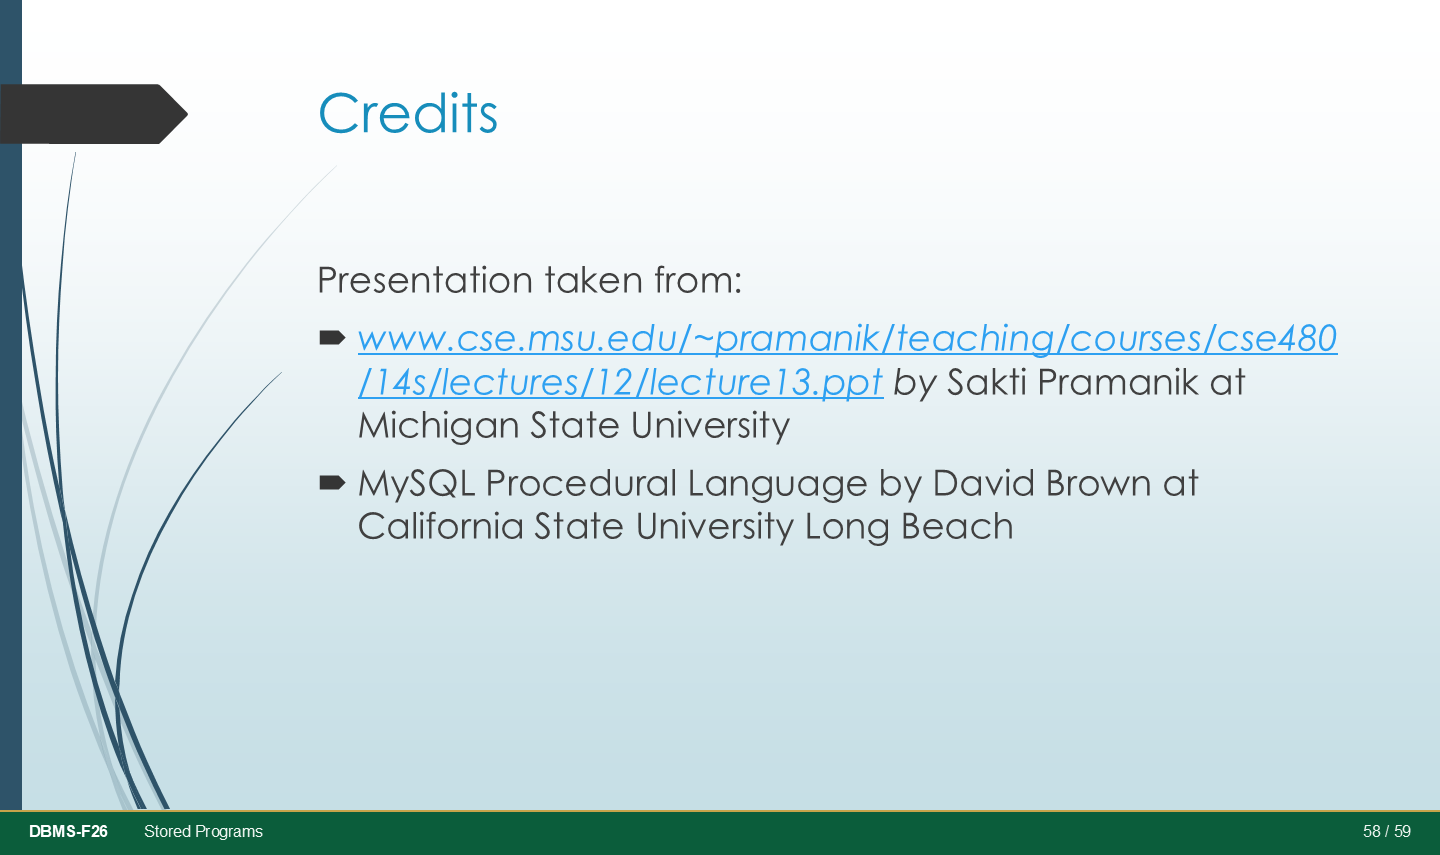 Credits
Presentation taken from:
www.cse.msu.edu/~pramanik/teaching/courses/cse480
/14s/lectures/12/lecture13.ppt by Sakti Pramanik at
Michigan State University
MySQL Procedural Language by David Brown at
California State University Long Beach
DBMS-F26 Stored Programs 58 / 59